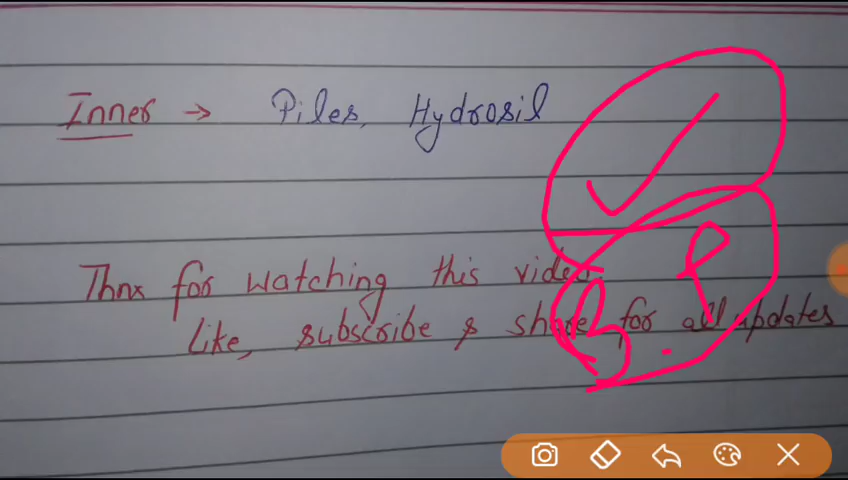 Inner → Piles, Hydrosil
Thnx for watching this video.
Like, subscribe & share for all updates